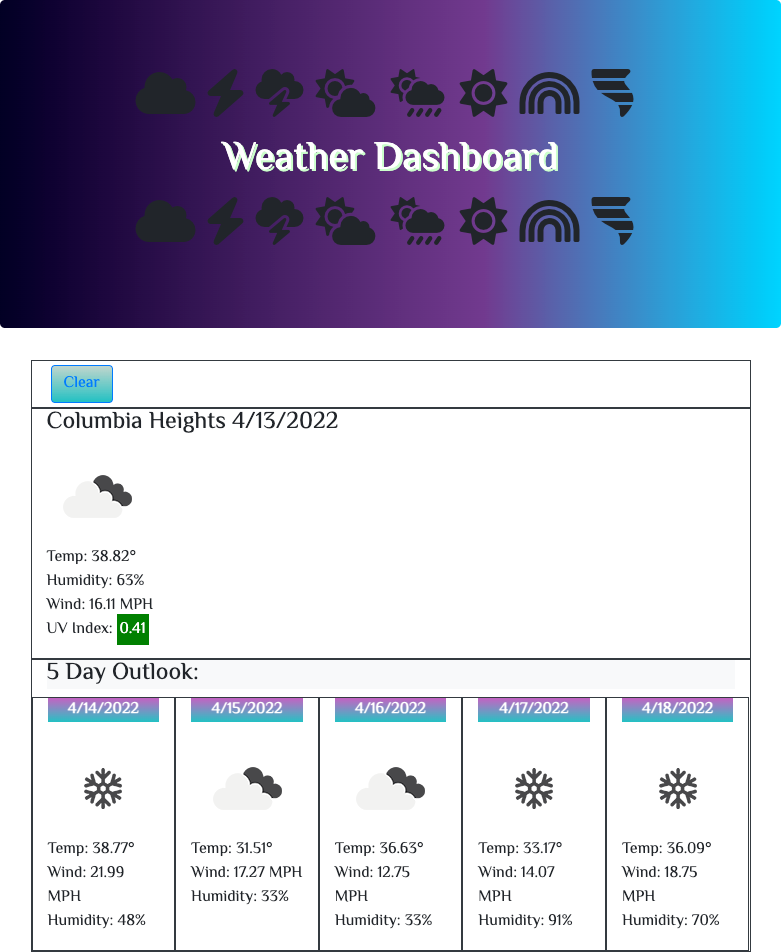 Weather Dashboard
Clear
Columbia Heights 4/13/2022
Temp: 38.82°
Humidity: 63%
Wind: 16.11 MPH
UV Index: 0.41
5 Day Outlook:
4/14/2022
Temp: 38.77°
Wind: 21.99
MPH
Humidity: 48%
4/15/2022
Temp: 31.51°
Wind: 17.27 MPH
Humidity: 33%
4/16/2022
Temp: 36.63°
Wind: 12.75
MPH
Humidity: 33%
4/17/2022
Temp: 33.17°
Wind: 14.07
MPH
Humidity: 91%
4/18/2022
Temp: 36.09°
Wind: 18.75
MPH
Humidity: 70%